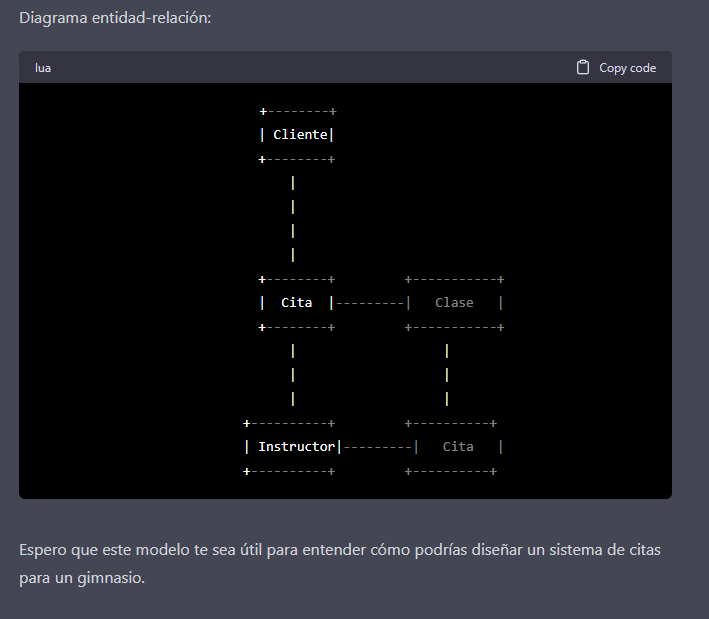 Diagrama entidad-relación:
lua Copy code
+--------+
| Cliente|
+--------+
|
|
|
|
+--------+ +-----------+
| Cita |---------| Clase |
+--------+ +-----------+
| |
| |
| |
+----------+ +----------+
| Instructor|---------| Cita |
+----------+ +----------+
Espero que este modelo te sea útil para entender cómo podrías diseñar un sistema de citas
para un gimnasio.